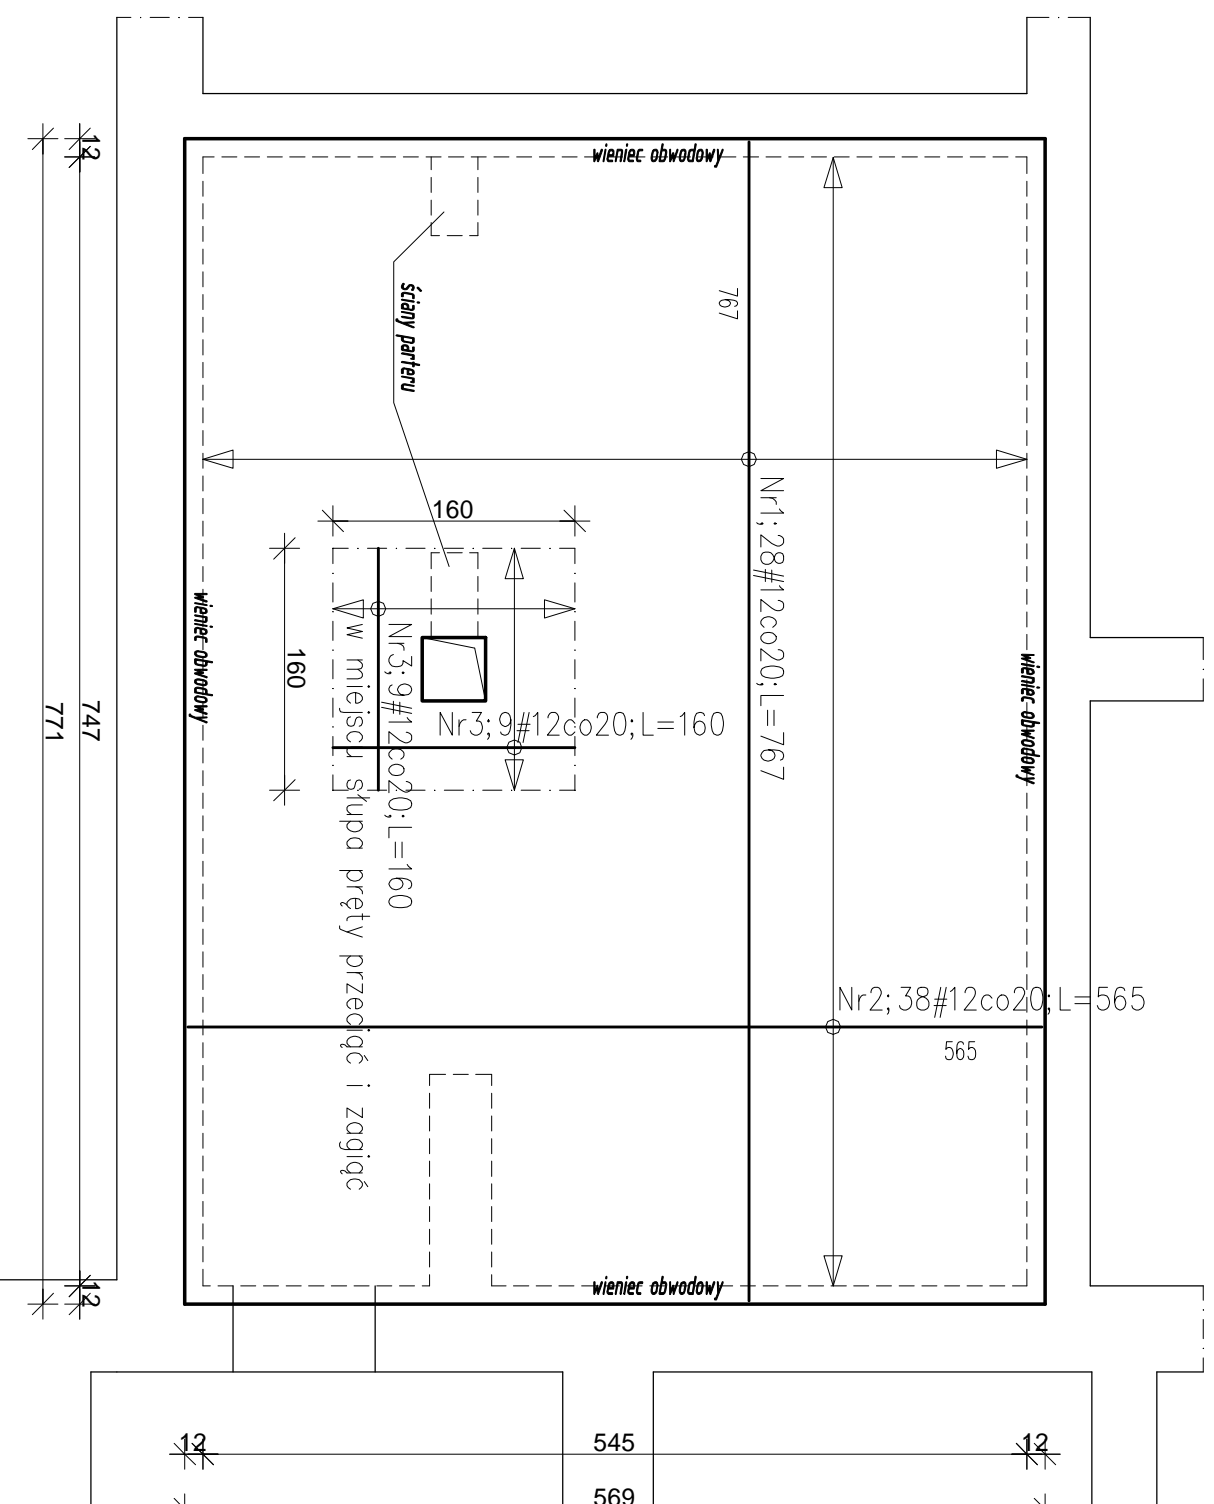 wieniec obwodowy
12
767
ściany parteru
160
Nr1;28#12co20;L=767
160
wieniec obwodowy
wieniec obwodowy
Nr3;9#12co20;L=160
w miejscu słupa pręty przeciąć i zagiąć
Nr3;9#12co20;L=160
747
771
Nr2;38#12co20;L=565
565
wieniec obwodowy
12
12
545
12
569